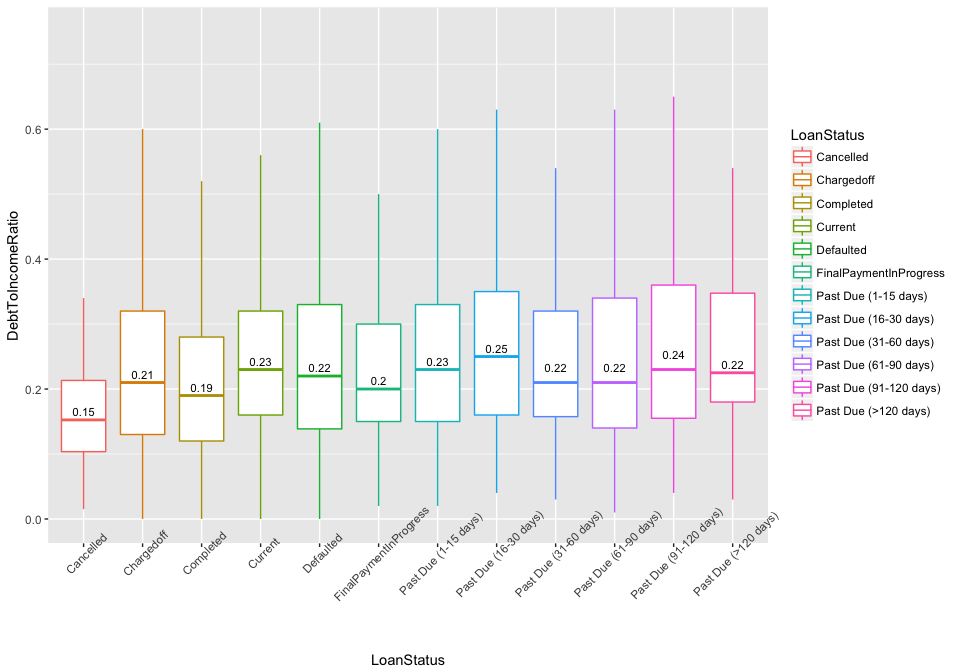 DebtToIncomeRatio
0.6
0.4
0.2
0.0
0.15
0.21
0.19
0.23
0.22
0.2
0.23
0.25
0.22
0.22
0.24
0.22
Cancelled
Chargedoff
Completed
Current
Defaulted
FinalPaymentInProgress
Past Due (1-15 days)
Past Due (16-30 days)
Past Due (31-60 days)
Past Due (61-90 days)
Past Due (91-120 days)
Past Due (>120 days)
LoanStatus
LoanStatus
Cancelled
Chargedoff
Completed
Current
Defaulted
FinalPaymentInProgress
Past Due (1-15 days)
Past Due (16-30 days)
Past Due (31-60 days)
Past Due (61-90 days)
Past Due (91-120 days)
Past Due (>120 days)